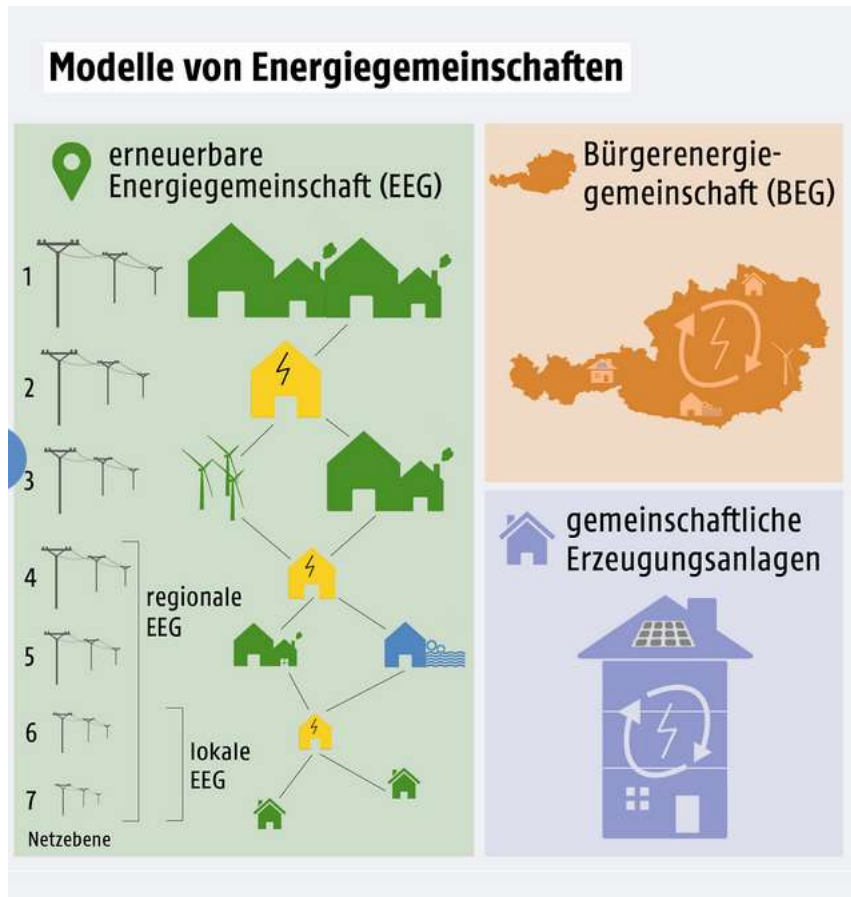 Modelle von Energiegemeinschaften
erneuerbare
Energiegemeinschaft (EEG)
1
2
3
4
5
6
7
Netzebene
regionale
EEG
lokale
EEG
Bürgerenergie-
gemeinschaft (BEG)
gemeinschaftliche
Erzeugungsanlagen